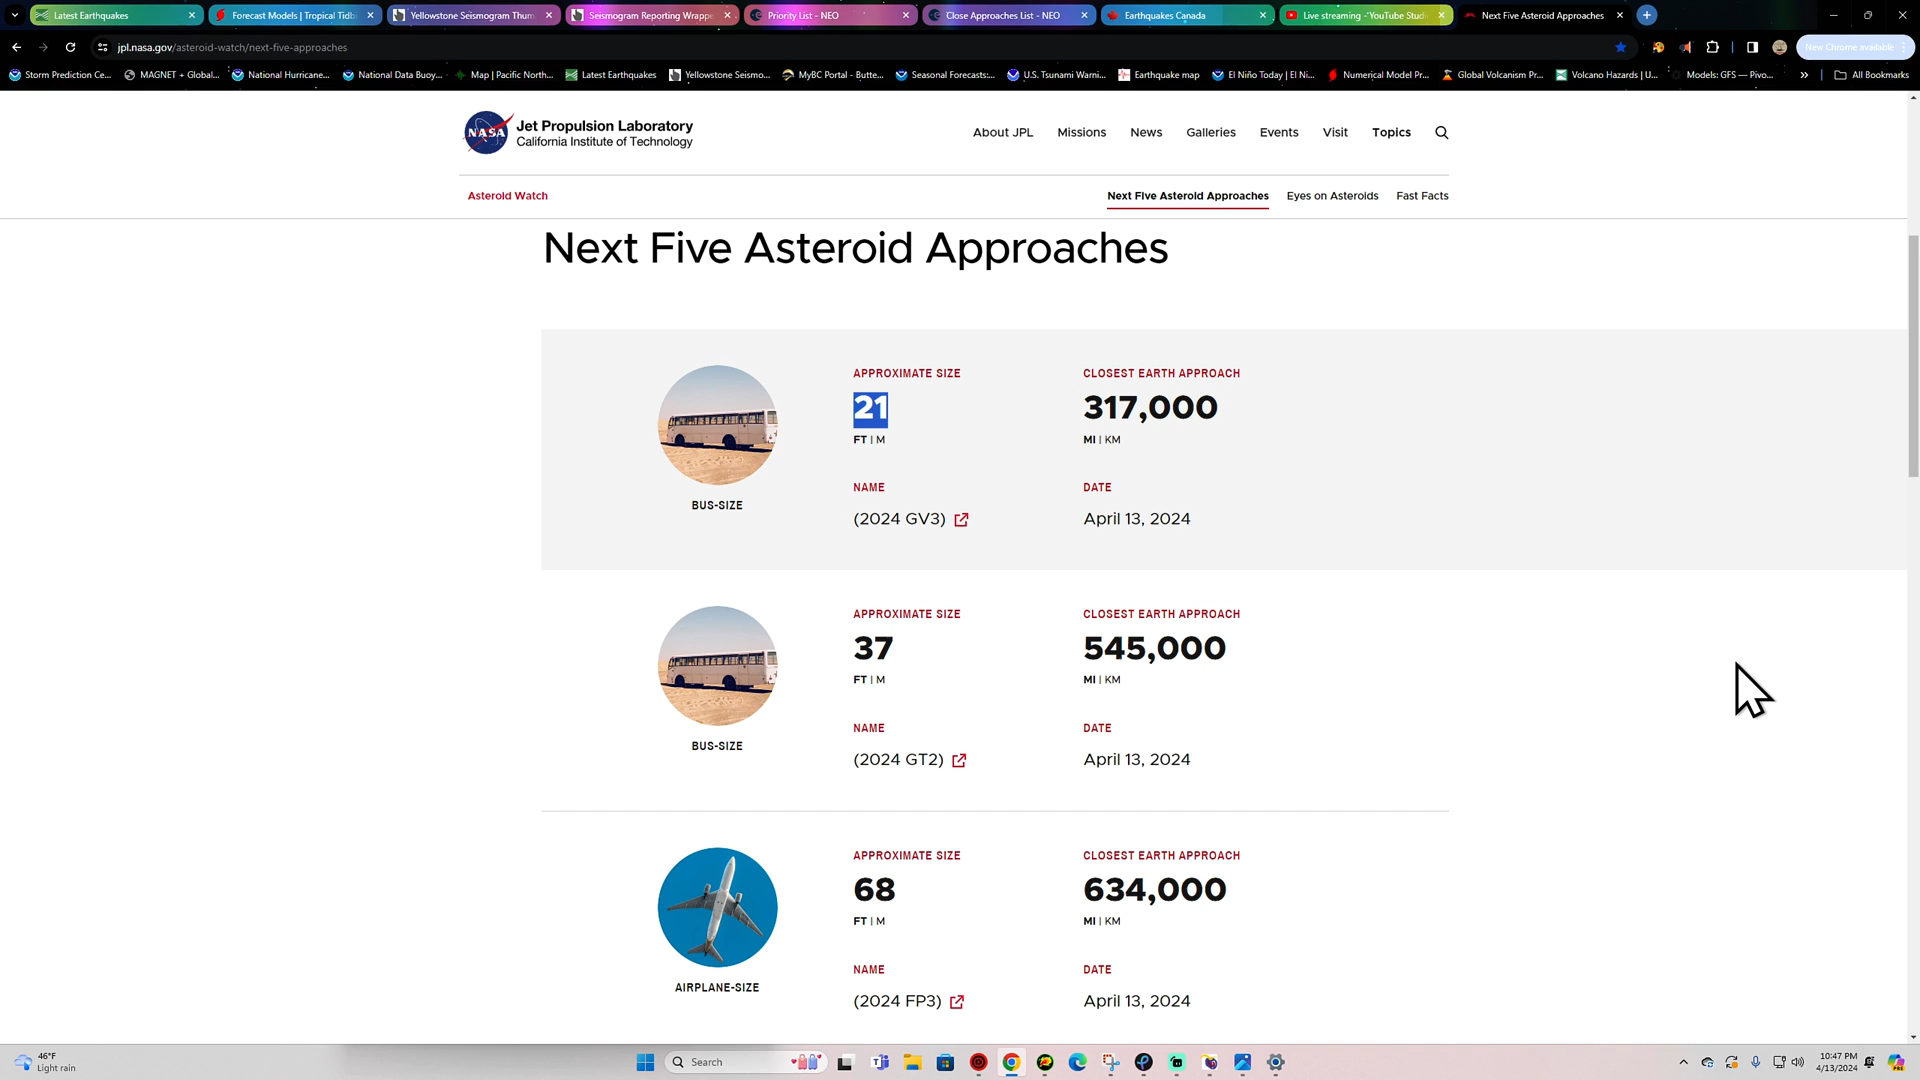 Latest Earthquakes
Forecast Models | Tropical Tidb
Yellowstone Seismogram Thum
Seismogram Reporting Wrappe
Priority List - NEO
Close Approaches List - NEO
Earthquakes Canada
Live streaming - YouTube Studi
Next Five Asteroid Approaches
jpl.nasa.gov/asteroid-watch/next-five-approaches
New Chrome available
Storm Prediction Ce...
MAGNET + Global...
National Hurricane...
National Data Buoy...
Map | Pacific North...
Latest Earthquakes
Yellowstone Seismo...
MyBC Portal - Butte...
Seasonal Forecasts:...
U.S. Tsunami Warni...
Earthquake map
El Niño Today | El Ni...
Numerical Model Pr...
Global Volcanism Pr...
Volcano Hazards | U...
Models: GFS — Pivo...
All Bookmarks
NASA
Jet Propulsion Laboratory
California Institute of Technology
About JPL
Missions
News
Galleries
Events
Visit
Topics
Asteroid Watch
Next Five Asteroid Approaches
Eyes on Asteroids
Fast Facts
Next Five Asteroid Approaches
APPROXIMATE SIZE
CLOSEST EARTH APPROACH
21
317,000
FT | M
MI | KM
NAME
DATE
BUS-SIZE
(2024 GV3)
April 13, 2024
APPROXIMATE SIZE
CLOSEST EARTH APPROACH
37
545,000
FT | M
MI | KM
NAME
DATE
BUS-SIZE
(2024 GT2)
April 13, 2024
APPROXIMATE SIZE
CLOSEST EARTH APPROACH
68
634,000
FT | M
MI | KM
NAME
DATE
AIRPLANE-SIZE
(2024 FP3)
April 13, 2024
46°F
Light rain
Search
10:47 PM
4/13/2024